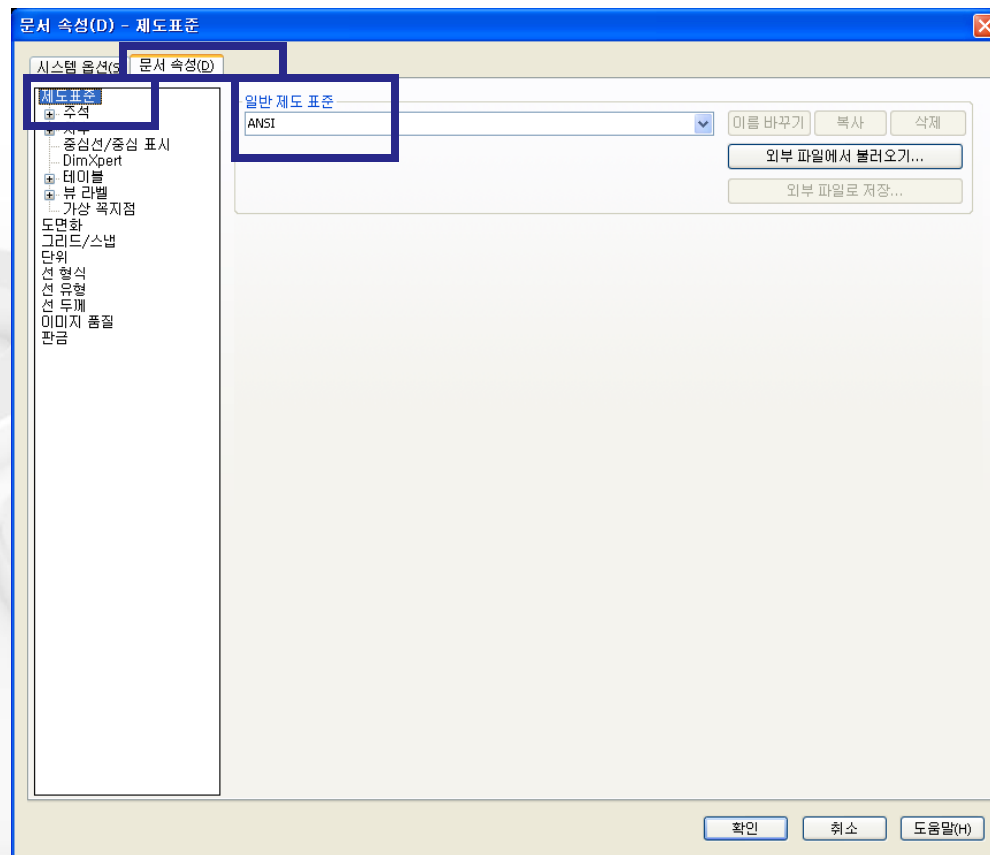 문서 속성(D) - 제도표준
시스템 옵션(S 문서 속성(D)
제도표준
주석
치수
중심선/중심 표시
DimXpert
테이블
뷰 라벨
가상 꼭지점
도면화
그리드/스냅
단위
선 형식
선 유형
선 두께
이미지 품질
판금
일반 제도 표준
ANSI
이름 바꾸기 복사 삭제
외부 파일에서 불러오기...
외부 파일로 저장...
확인 취소 도움말(H)